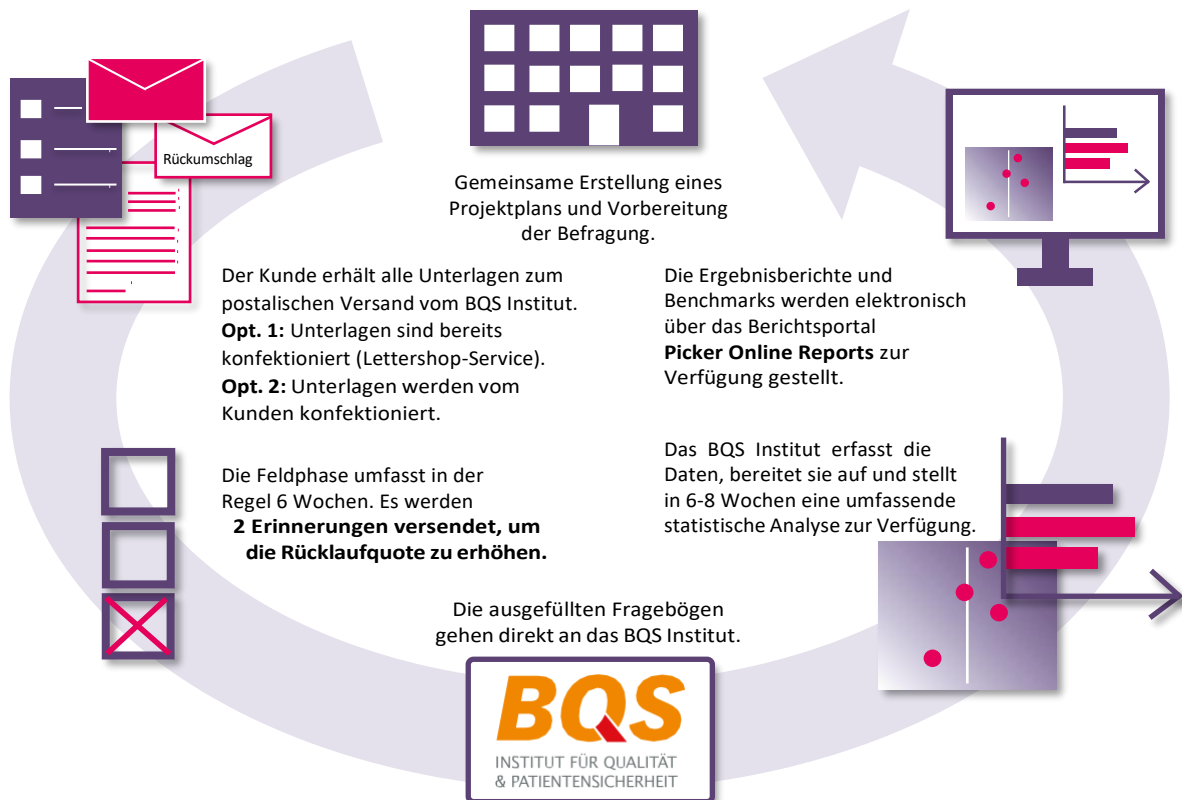 Gemeinsame Erstellung eines
Projektplans und Vorbereitung
der Befragung.
Rückumschlag
Der Kunde erhält alle Unterlagen zum
postalischen Versand vom BQS Institut.
Opt. 1: Unterlagen sind bereits
konfektioniert (Lettershop-Service).
Opt. 2: Unterlagen werden vom
Kunden konfektioniert.
Die Feldphase umfasst in der
Regel 6 Wochen. Es werden
2 Erinnerungen versendet, um
die Rücklaufquote zu erhöhen.
Die ausgefüllten Fragebögen
gehen direkt an das BQS Institut.
BQS
INSTITUT FÜR QUALITÄT
& PATIENTENSICHERHEIT
Das BQS Institut erfasst die
Daten, bereitet sie auf und stellt
in 6-8 Wochen eine umfassende
statistische Analyse zur Verfügung.
Die Ergebnisberichte und
Benchmarks werden elektronisch
über das Berichtsportal
Picker Online Reports zur
Verfügung gestellt.